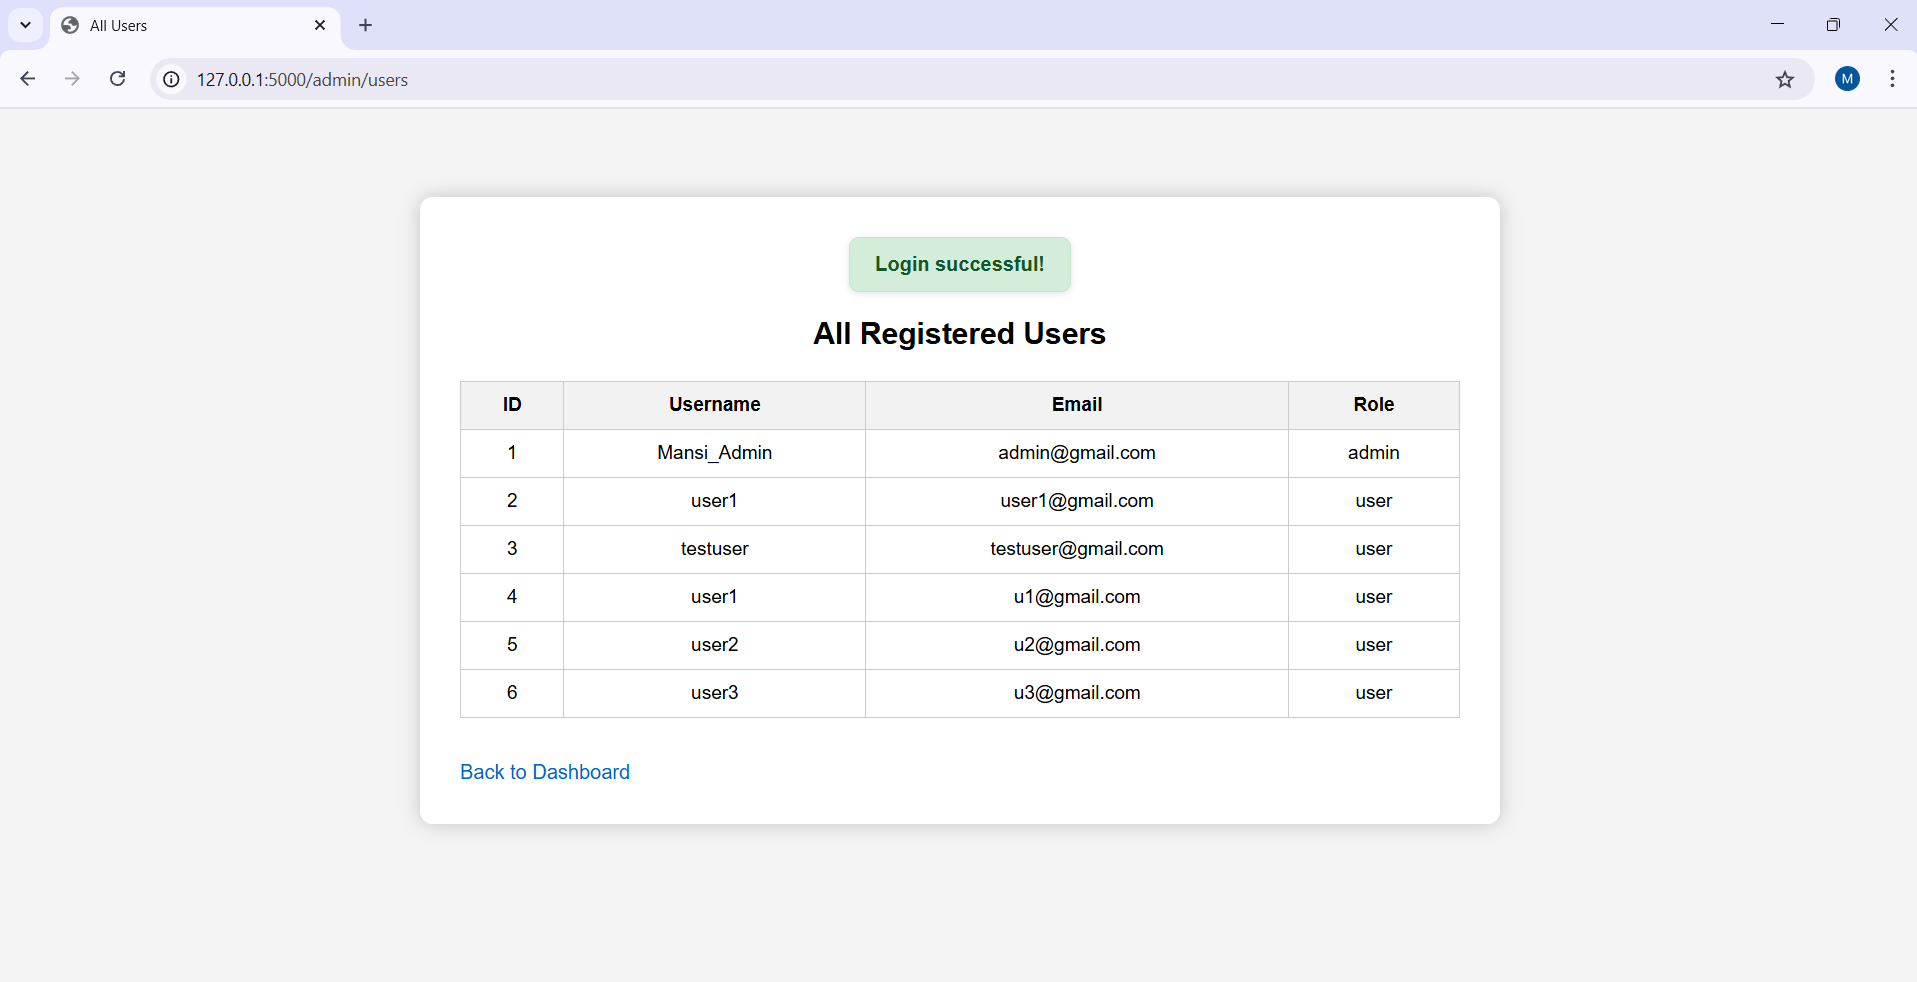 All Users
127.0.0.1:5000/admin/users
M
Login successful!
All Registered Users
ID Username Email Role
1 Mansi_Admin admin@gmail.com admin
2 user1 user1@gmail.com user
3 testuser testuser@gmail.com user
4 user1 u1@gmail.com user
5 user2 u2@gmail.com user
6 user3 u3@gmail.com user
Back to Dashboard